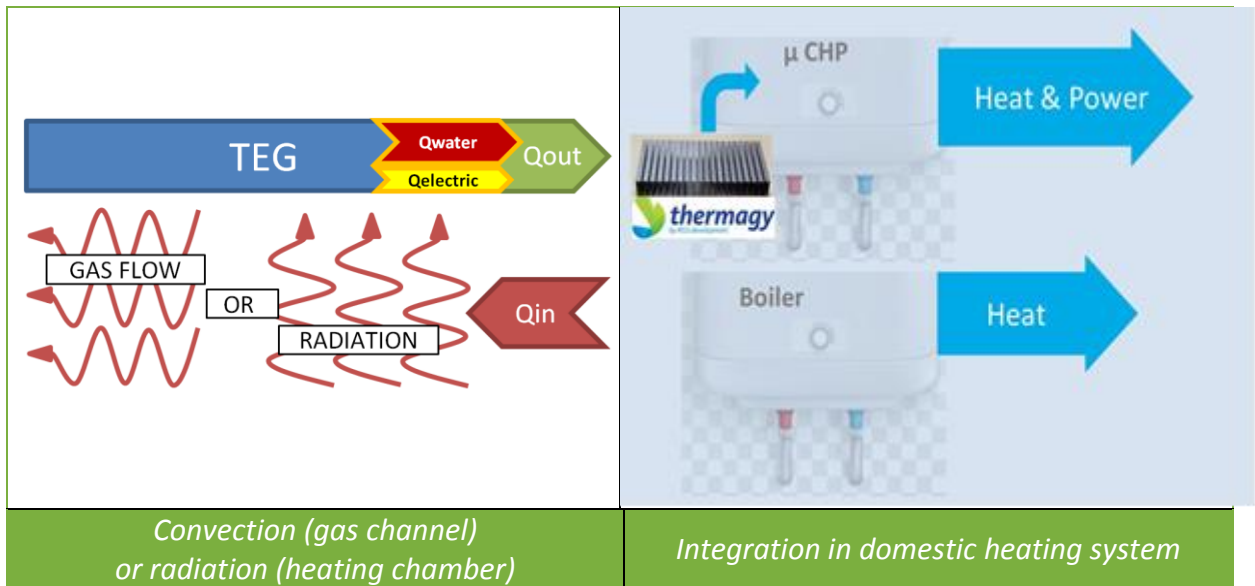 TEG
Qwater
Qelectric
Qout
GAS FLOW
OR
RADIATION
Qin
Convection (gas channel)
or radiation (heating chamber)
μ CHP
Heat & Power
thermagy
Boiler
Heat
Integration in domestic heating system